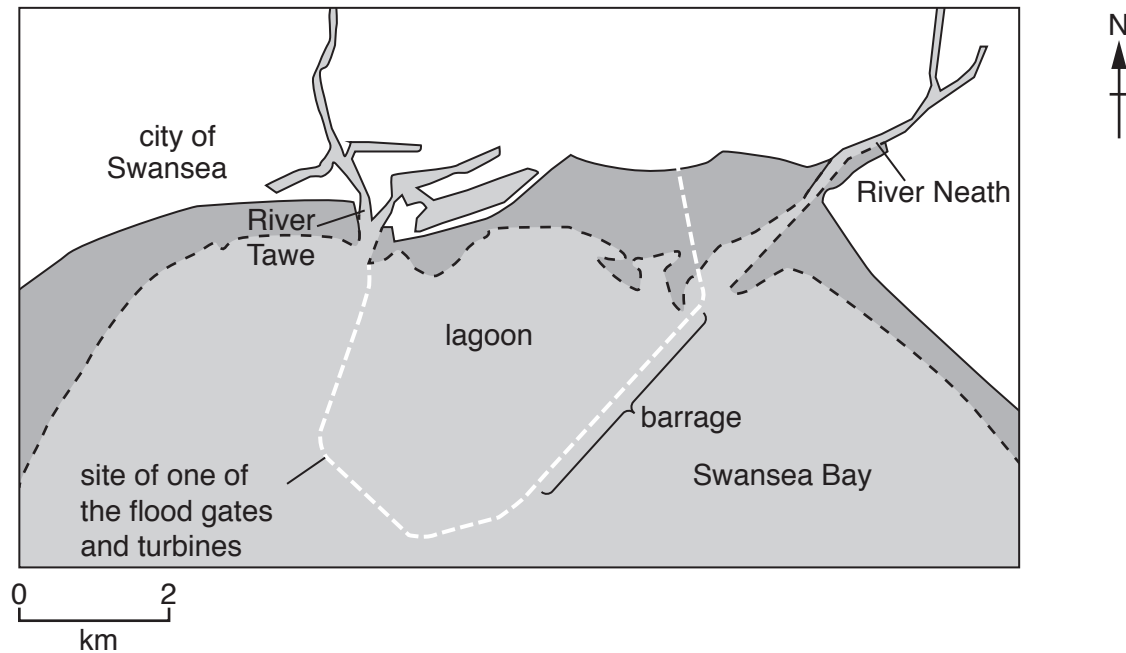 N
city of
Swansea
River
Tawe
River Neath
lagoon
barrage
site of one of
the flood gates
and turbines
Swansea Bay
0 2
km